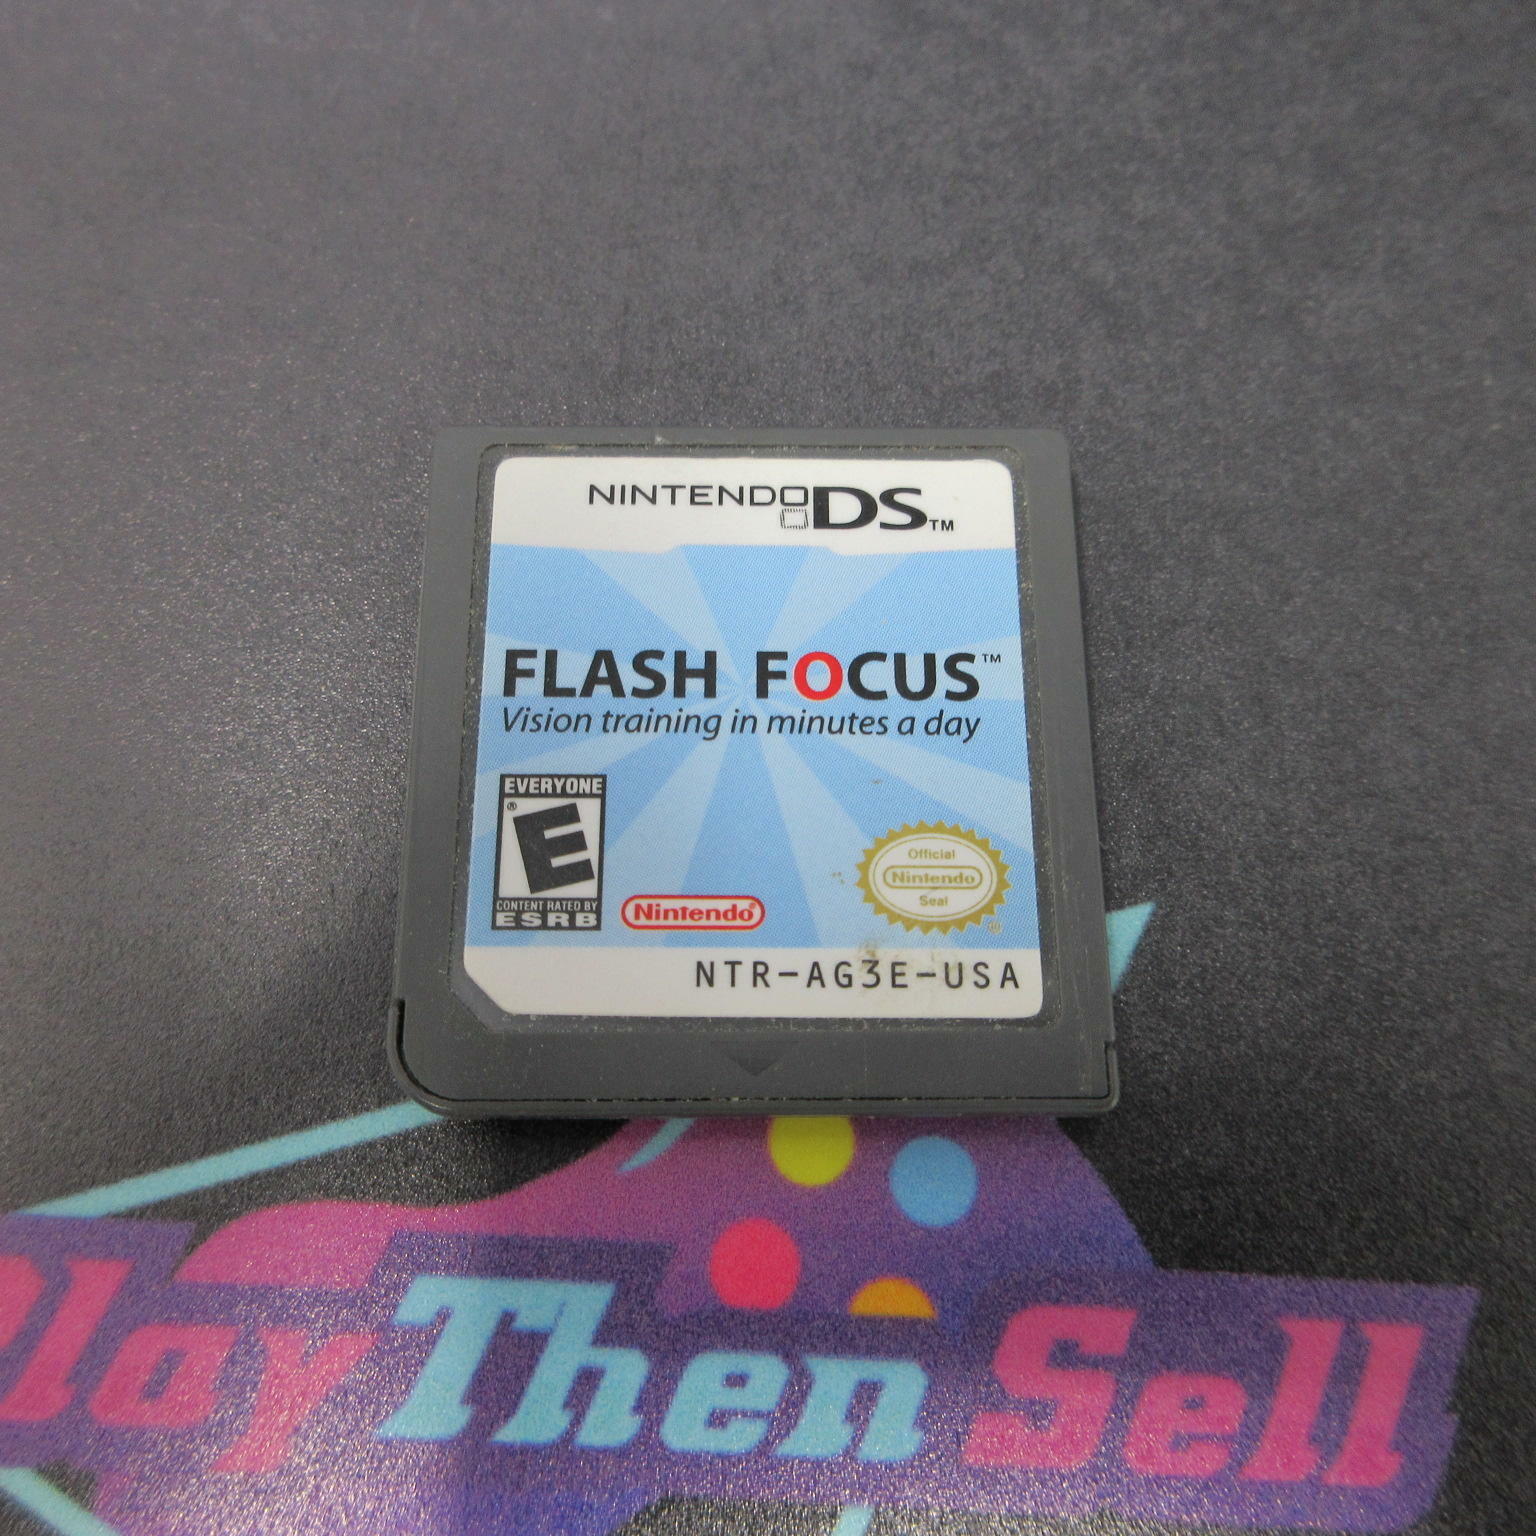 NINTENDO DS™
FLASH FOCUS™
Vision training in minutes a day
EVERYONE
E
®
CONTENT RATED BY
ESRB
Nintendo®
Official
Nintendo
Seal
NTR-AG3E-USA
Play Then Sell